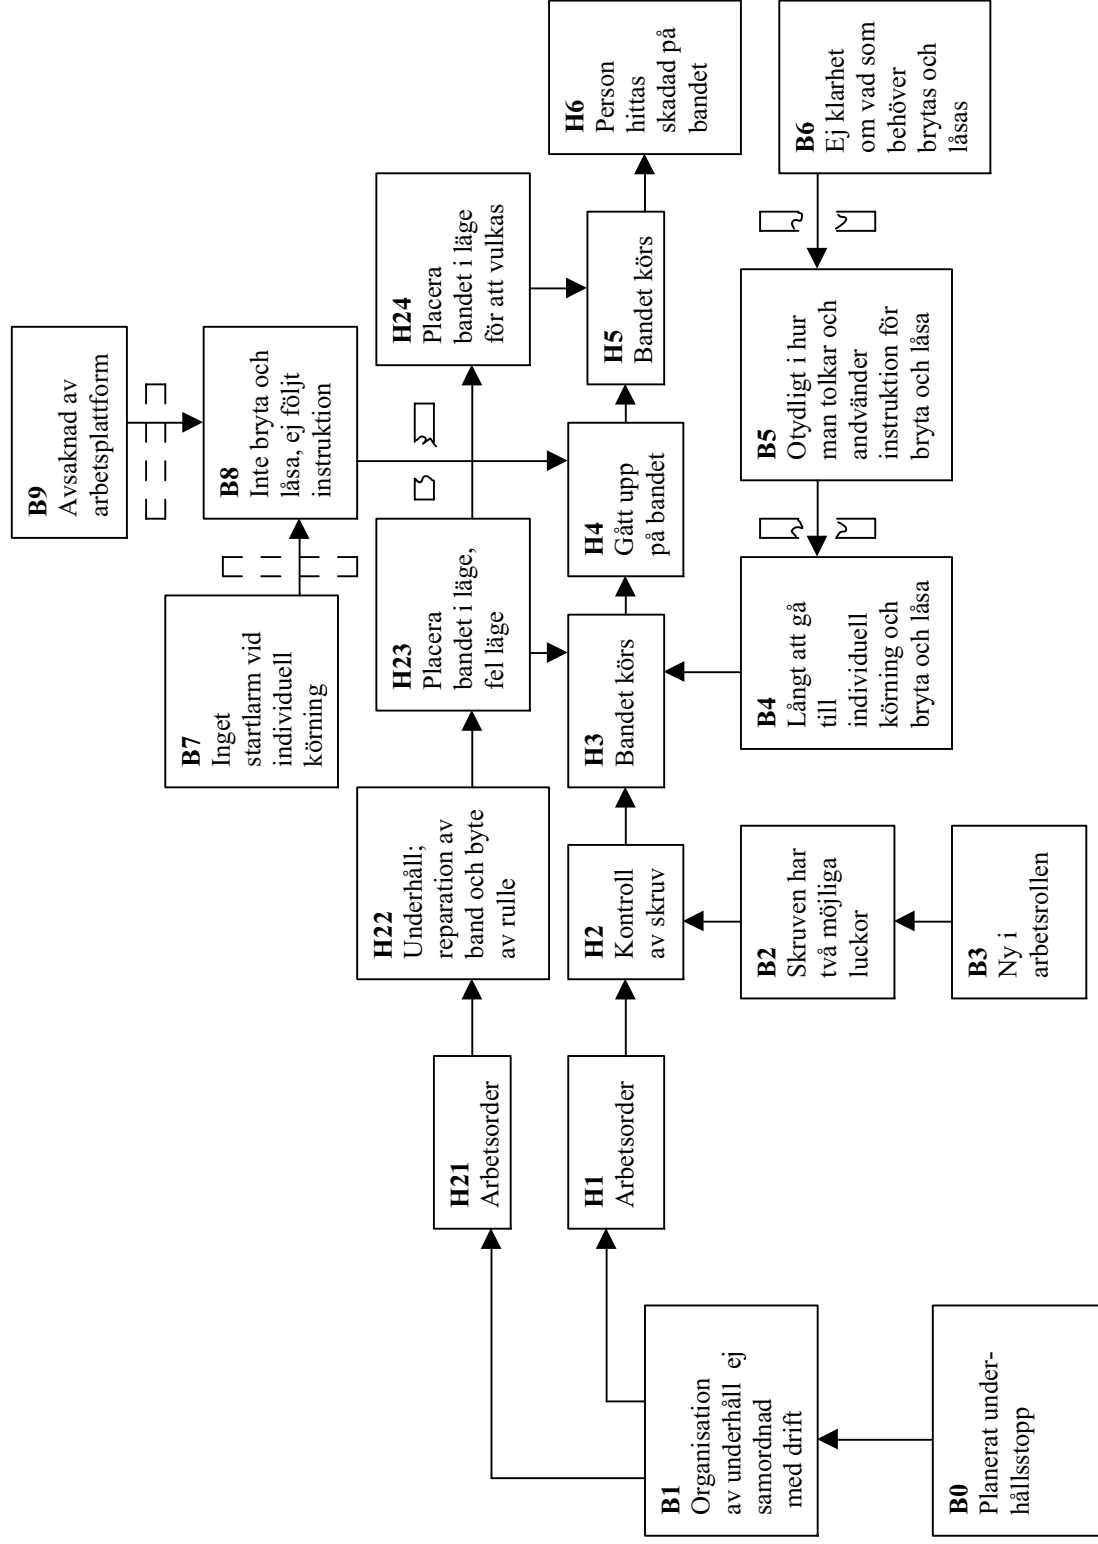 B9
Avsaknad av
arbetsplattform
B7
Inget
startlarm vid
individuell
körning
B8
Inte bryta och
låsa, ej följt
instruktion
H21
Arbetsorder
H22
Underhåll;
reparation av
band och byte
av rulle
H23
Placera
bandet i läge,
fel läge
H24
Placera
bandet i läge
för att vulkas
H1
Arbetsorder
H2
Kontroll
av skruv
H3
Bandet körs
H4
Gått upp
på bandet
H5
Bandet körs
H6
Person
hittas
skadad på
bandet
B1
Organisation
av underhåll ej
samordnad
med drift
B2
Skruven har
två möjliga
luckor
B4
Långt att gå
till
individuell
körning och
bryta och låsa
B5
Otydligt i hur
man tolkar och
andvänder
instruktion för
bryta och låsa
B6
Ej klarhet
om vad som
behöver
brytas och
låsas
B0
Planerat under-
hållsstopp
B3
Ny i
arbetsrollen